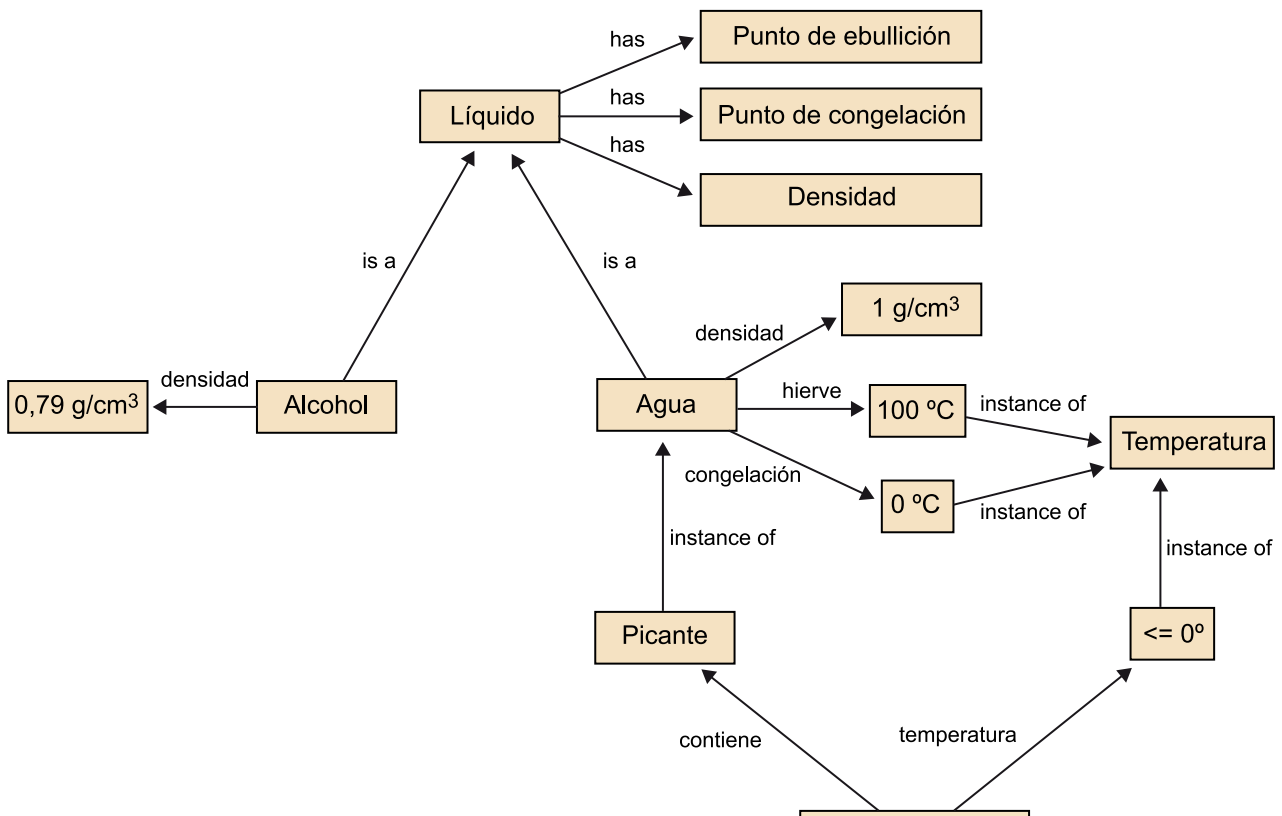 has
Punto de ebullición
Líquido
has
Punto de congelación
has
Densidad
is a
is a
1 g/cm³
densidad
0,79 g/cm³
densidad
Alcohol
Agua
hierve
100 ºC
instance of
Temperatura
congelación
0 ºC
instance of
instance of
instance of
Picante
<= 0º
contiene
temperatura